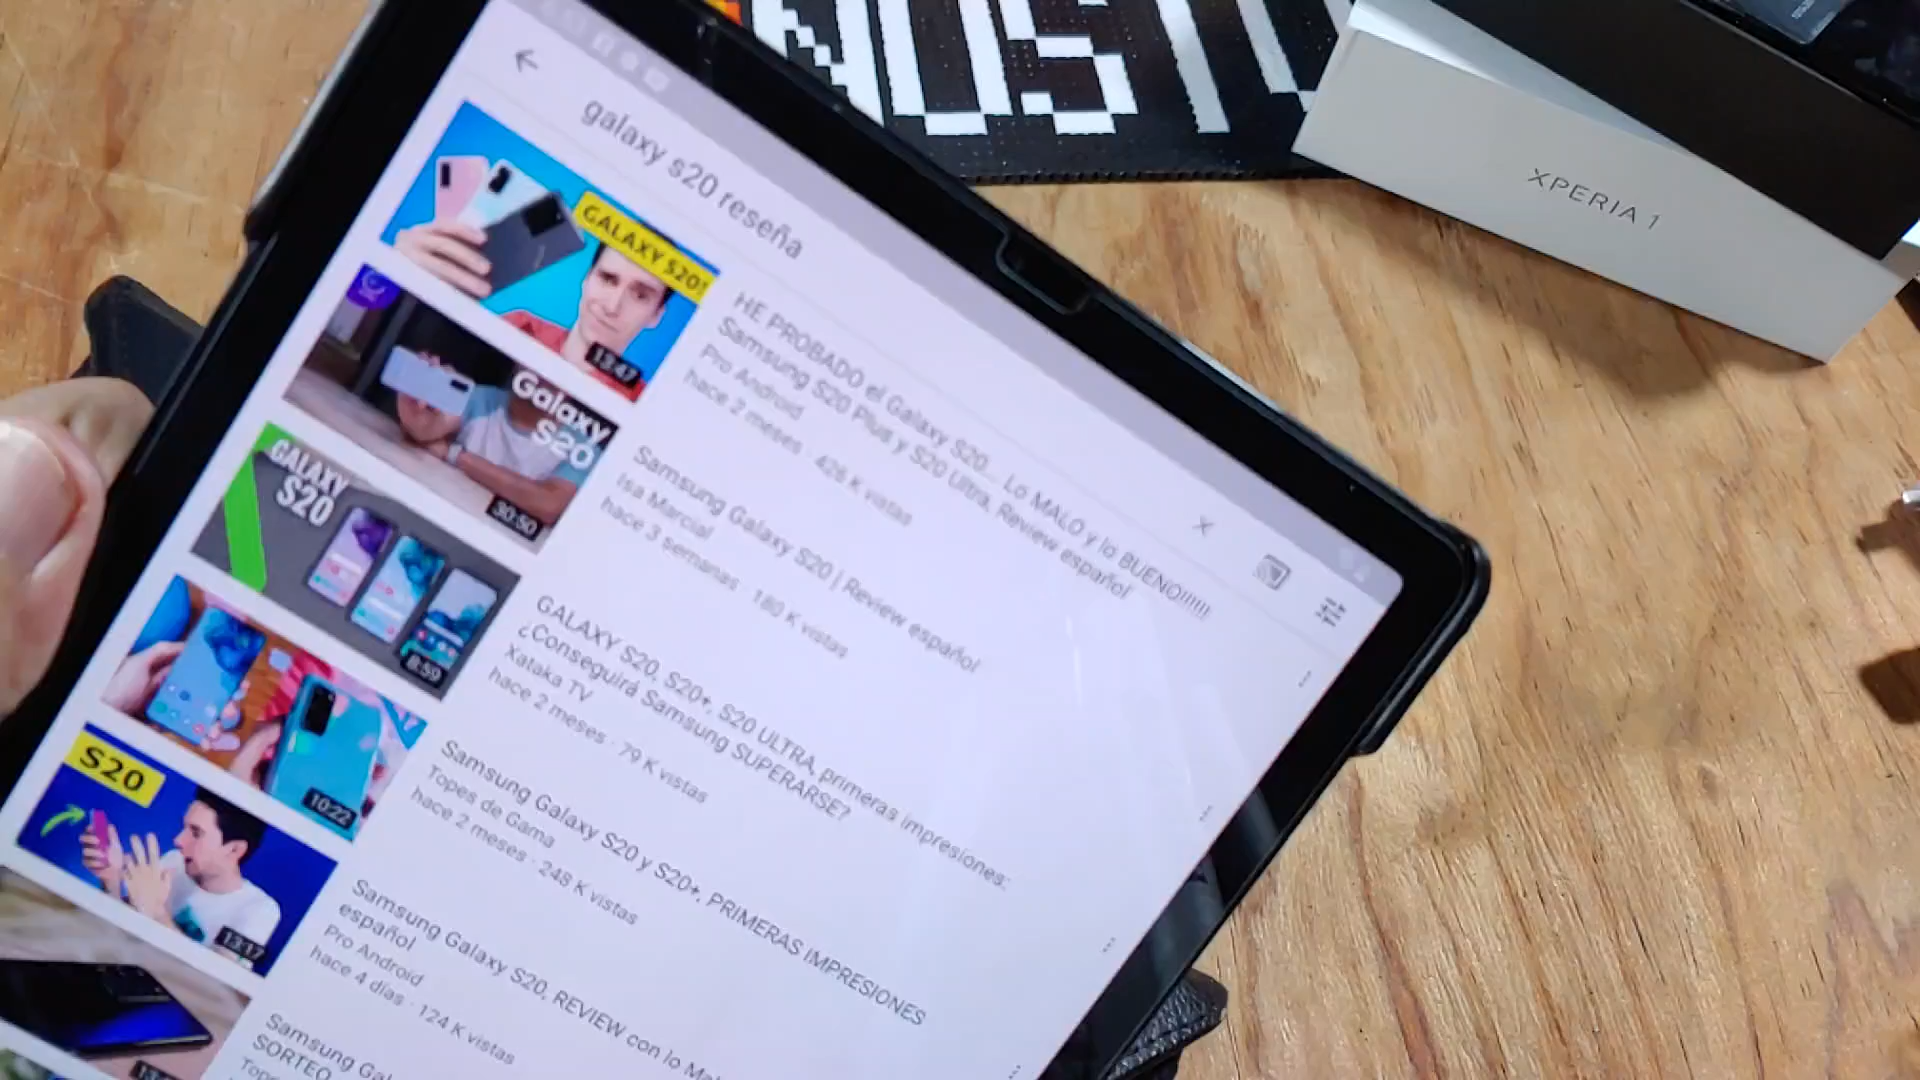 galaxy s20 reseña
GALAXY S20!
13:47
HE PROBADO el Galaxy S20... Lo MALO y lo BUENO!!!!!!
Samsung S20 Plus y S20 Ultra, Review español
Pro Android
hace 2 meses · 426 K vistas
Galaxy
S20
30:50
Samsung Galaxy S20 | Review español
Isa Marcial
hace 3 semanas · 180 K vistas
GALAXY
S20
8:59
GALAXY S20, S20+, S20 ULTRA, primeras impresiones:
¿Conseguirá Samsung SUPERARSE?
Xataka TV
hace 2 meses · 79 K vistas
10:22
Samsung Galaxy S20 y S20+, PRIMERAS IMPRESIONES
Topes de Gama
hace 2 meses · 248 K vistas
S20
13:17
Samsung Galaxy S20, REVIEW con lo
español
Pro Android
hace 4 días · 124 K vistas
Samsung
SORTEO
XPERIA 1